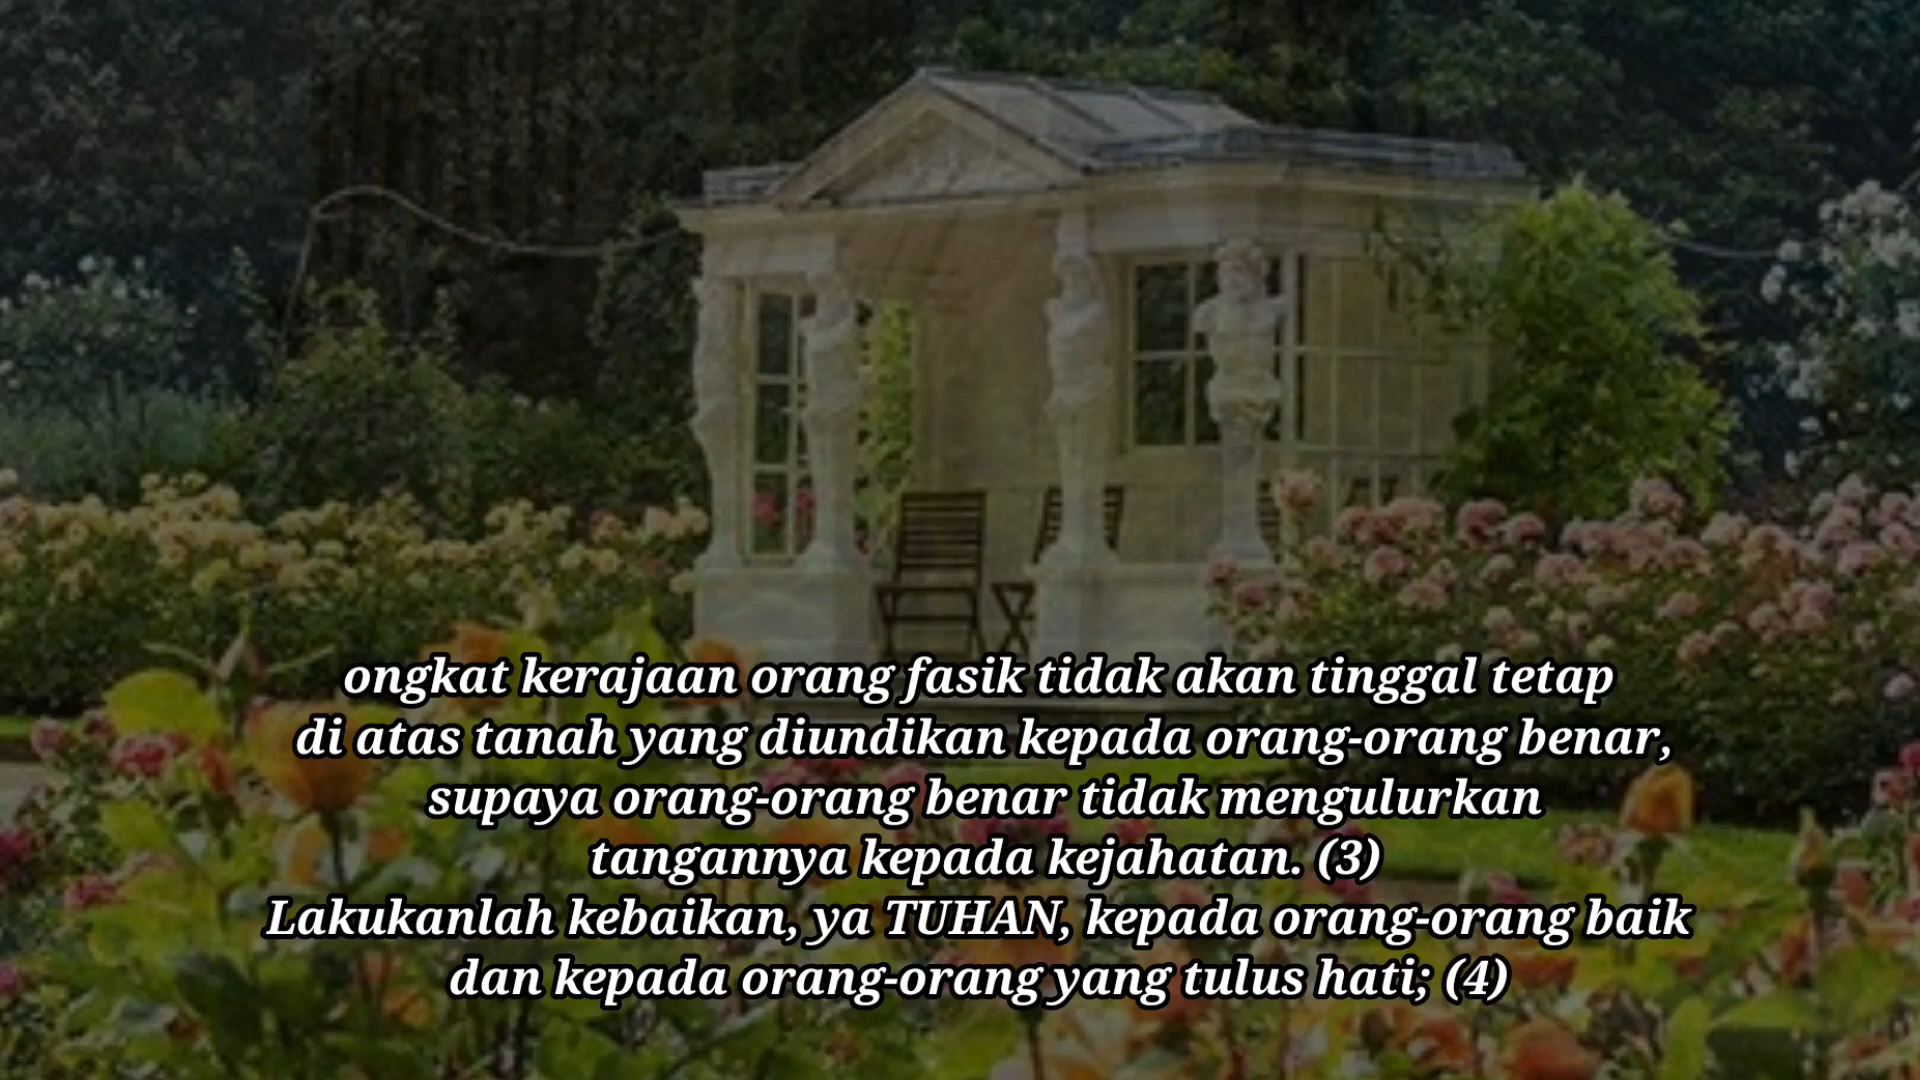 ongkat kerajaan orang fasik tidak akan tinggal tetap
di atas tanah yang diundikan kepada orang-orang benar,
supaya orang-orang benar tidak mengulurkan
tangannya kepada kejahatan. (3)
Lakukanlah kebaikan, ya TUHAN, kepada orang-orang baik
dan kepada orang-orang yang tulus hati; (4)